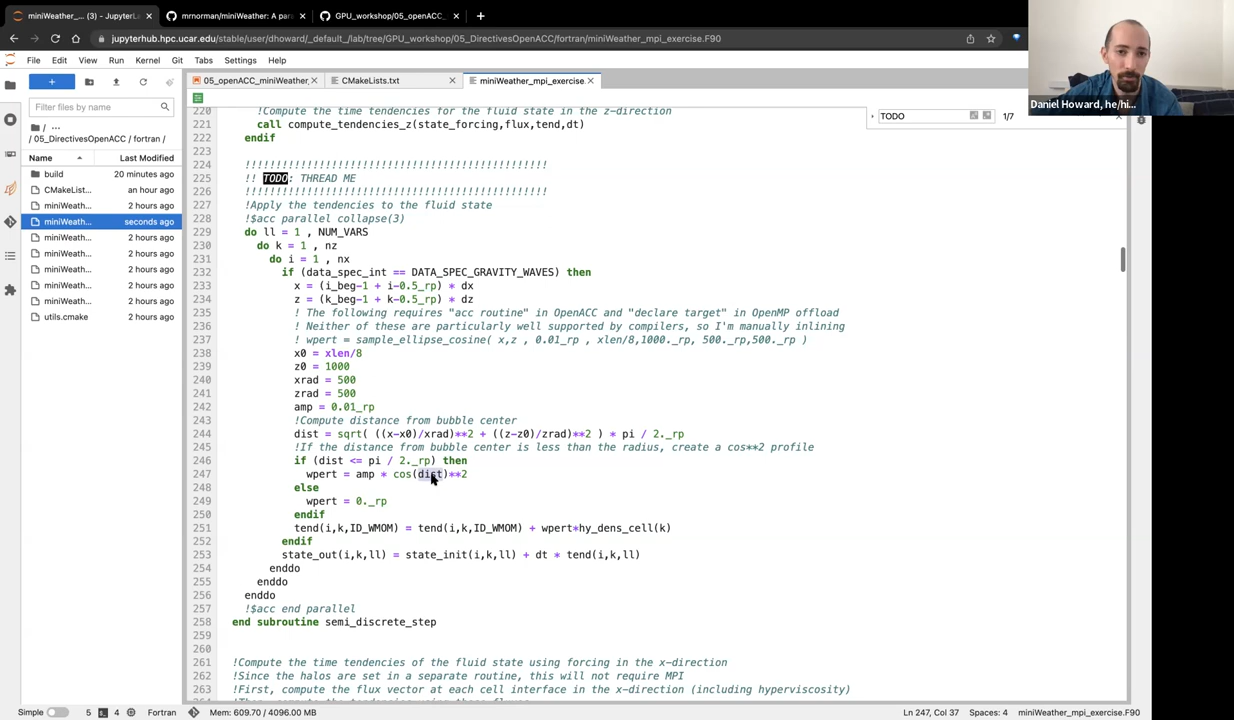 miniWeather_... (3) - JupyterLa
mrnorman/miniWeather: A para
GPU_workshop/05_openACC_
jupyterhub.hpc.ucar.edu/stable/user/dhoward/_default_/lab/tree/GPU_workshop/05_DirectivesOpenACC/fortran/miniWeather_mpi_exercise.F90
File Edit View Run Kernel Git Tabs Settings Help
05_openACC_miniWeather_
CMakeLists.txt
miniWeather_mpi_exercise.
Daniel Howard, he/hi...
Filter files by name
TODO
1/7
/ ...
/ 05_DirectivesOpenACC / fortran /
Name Last Modified
build 20 minutes ago
CMakeList... an hour ago
miniWeath... 2 hours ago
miniWeath... seconds ago
miniWeath... 2 hours ago
miniWeath... 2 hours ago
miniWeath... 2 hours ago
miniWeath... 2 hours ago
miniWeath... 2 hours ago
utils.cmake 2 hours ago
220 !Compute the time tendencies for the fluid state in the z-direction
221 call compute_tendencies_z(state_forcing,flux,tend,dt)
222 endif
223
224 !!!!!!!!!!!!!!!!!!!!!!!!!!!!!!!!!!!!!!!!!!!!!!!!!
225 !! TODO: THREAD ME
226 !!!!!!!!!!!!!!!!!!!!!!!!!!!!!!!!!!!!!!!!!!!!!!!!!
227 !Apply the tendencies to the fluid state
228 !$acc parallel collapse(3)
229 do ll = 1 , NUM_VARS
230 do k = 1 , nz
231 do i = 1 , nx
232 if (data_spec_int == DATA_SPEC_GRAVITY_WAVES) then
233 x = (i_beg-1 + i-0.5_rp) * dx
234 z = (k_beg-1 + k-0.5_rp) * dz
235 ! The following requires "acc routine" in OpenACC and "declare target" in OpenMP offload
236 ! Neither of these are particularly well supported by compilers, so I'm manually inlining
237 ! wpert = sample_ellipse_cosine( x,z , 0.01_rp , xlen/8,1000._rp, 500._rp,500._rp )
238 x0 = xlen/8
239 z0 = 1000
240 xrad = 500
241 zrad = 500
242 amp = 0.01_rp
243 !Compute distance from bubble center
244 dist = sqrt( ((x-x0)/xrad)**2 + ((z-z0)/zrad)**2 ) * pi / 2._rp
245 !If the distance from bubble center is less than the radius, create a cos**2 profile
246 if (dist <= pi / 2._rp) then
247 wpert = amp * cos(dist)**2
248 else
249 wpert = 0._rp
250 endif
251 tend(i,k,ID_WMOM) = tend(i,k,ID_WMOM) + wpert*hy_dens_cell(k)
252 endif
253 state_out(i,k,ll) = state_init(i,k,ll) + dt * tend(i,k,ll)
254 enddo
255 enddo
256 enddo
257 !$acc end parallel
258 end subroutine semi_discrete_step
259
260
261 !Compute the time tendencies of the fluid state using forcing in the x-direction
262 !Since the halos are set in a separate routine, this will not require MPI
263 !First, compute the flux vector at each cell interface in the x-direction (including hyperviscosity)
Simple 5 4 Fortran Mem: 609.70 / 4096.00 MB Ln 247, Col 37 Spaces: 4 miniWeather_mpi_exercise.F90